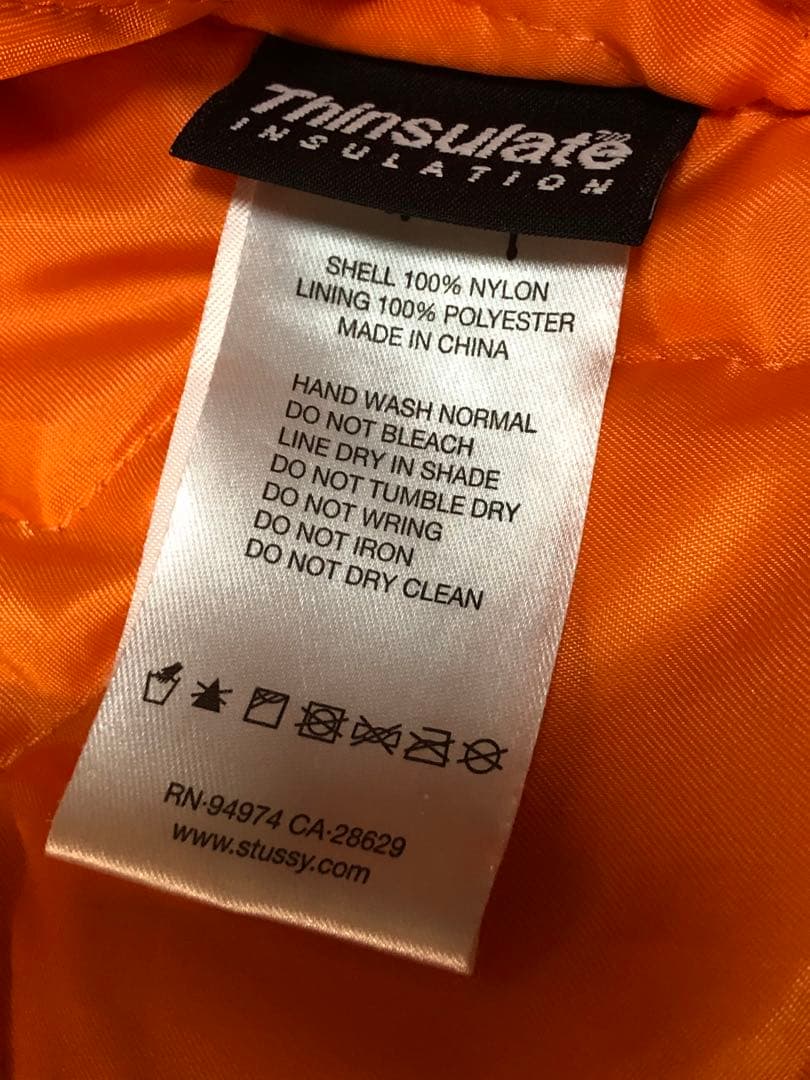 Thinsulate
INSULATION
SHELL 100% NYLON
LINING 100% POLYESTER
MADE IN CHINA
HAND WASH NORMAL
DO NOT BLEACH
LINE DRY IN SHADE
DO NOT TUMBLE DRY
DO NOT WRING
DO NOT IRON
DO NOT DRY CLEAN
RN·94974 CA·28629
www.stussy.com